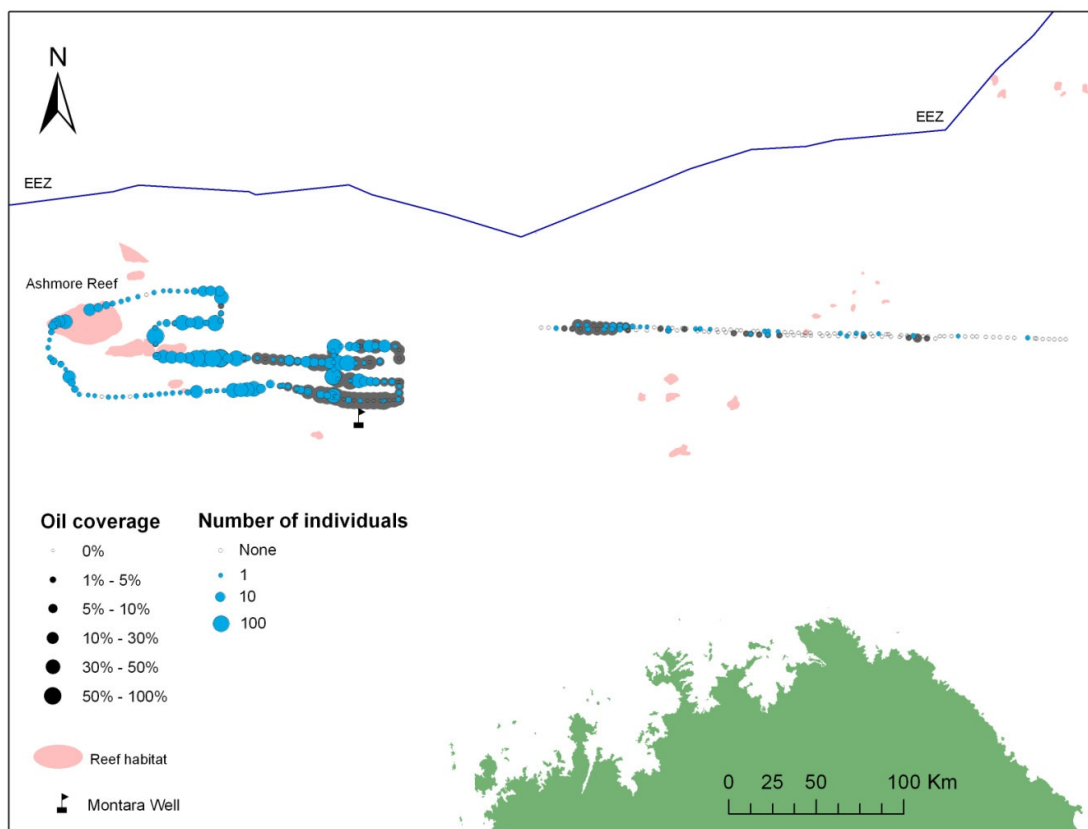 N
EEZ
EEZ
Ashmore Reef
Oil coverage
0%
1% - 5%
5% - 10%
10% - 30%
30% - 50%
50% - 100%
Reef habitat
Montara Well
Number of individuals
None
1
10
100
0 25 50 100 Km